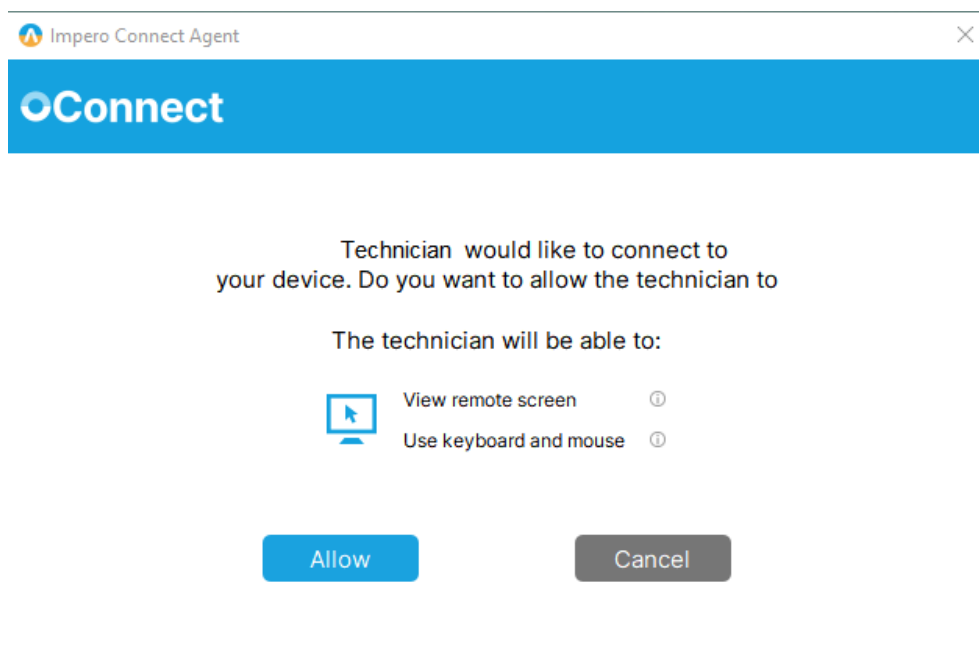 Impero Connect Agent
Connect
Technician would like to connect to
your device. Do you want to allow the technician to
The technician will be able to:
View remote screen
Use keyboard and mouse
Allow
Cancel